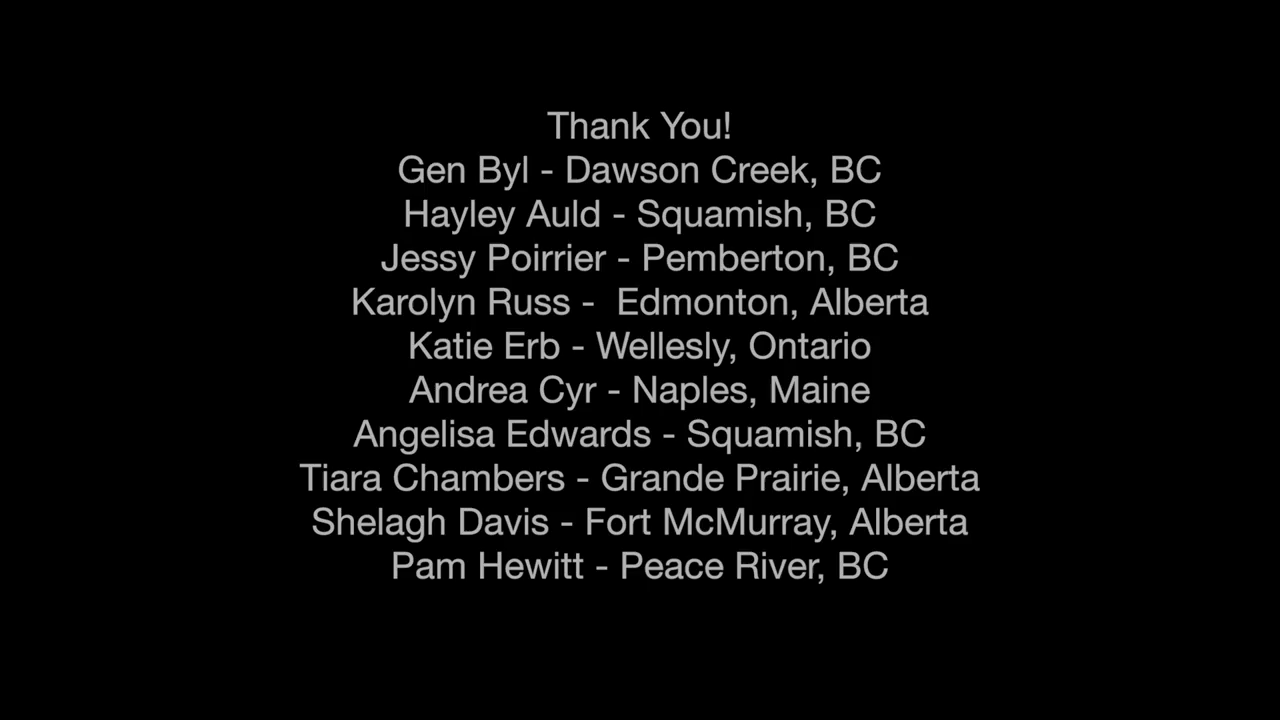 Thank You!
Gen Byl - Dawson Creek, BC
Hayley Auld - Squamish, BC
Jessy Poirrier - Pemberton, BC
Karolyn Russ -  Edmonton, Alberta
Katie Erb - Wellesly, Ontario
Andrea Cyr - Naples, Maine
Angelisa Edwards - Squamish, BC
Tiara Chambers - Grande Prairie, Alberta
Shelagh Davis - Fort McMurray, Alberta
Pam Hewitt - Peace River, BC